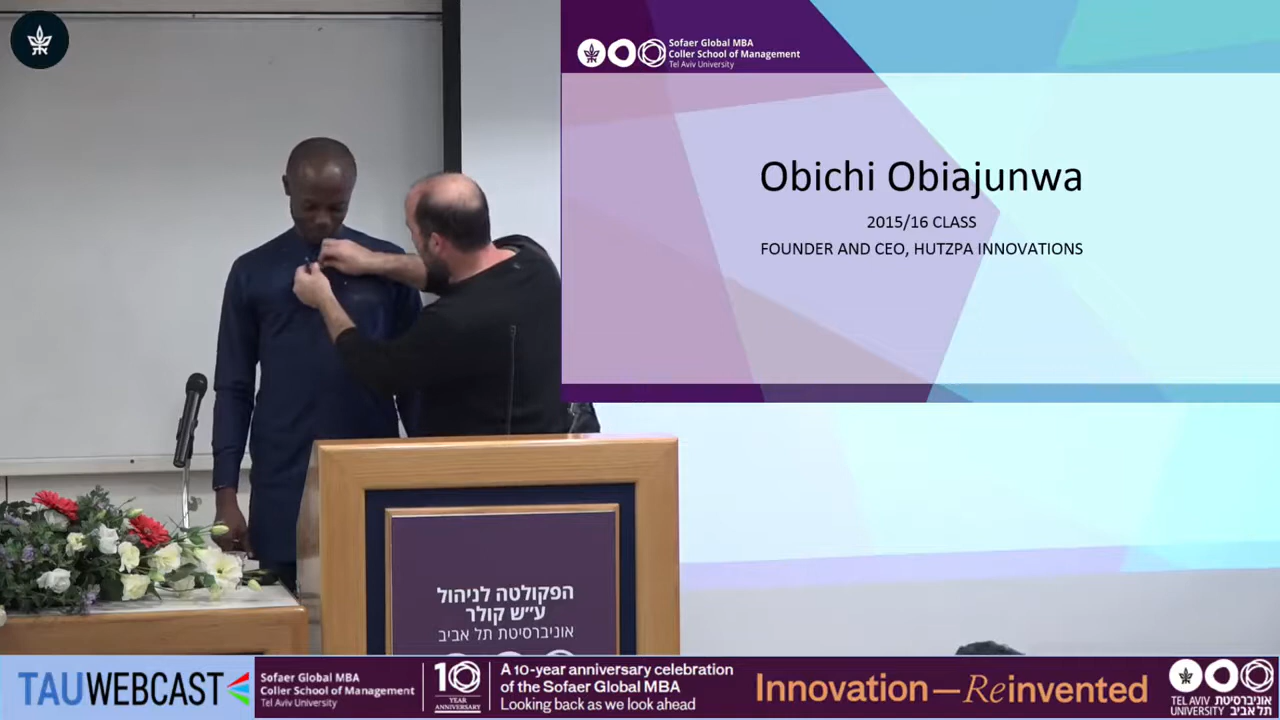 Sofaer Global MBA
Coller School of Management
Tel Aviv University
Obichi Obiajunwa
2015/16 CLASS
FOUNDER AND CEO, HUTZPA INNOVATIONS
הפקולטה לניהול
ע״ש קולר
אוניברסיטת תל אביב
TAUWEBCAST
Sofaer Global MBA
Coller School of Management
Tel Aviv University
10
YEAR
ANNIVERSARY
A 10-year anniversary celebration
of the Sofaer Global MBA
Looking back as we look ahead
Innovation—Reinvented
TEL AVIV אוניברסיטת
UNIVERSITY תל אביב